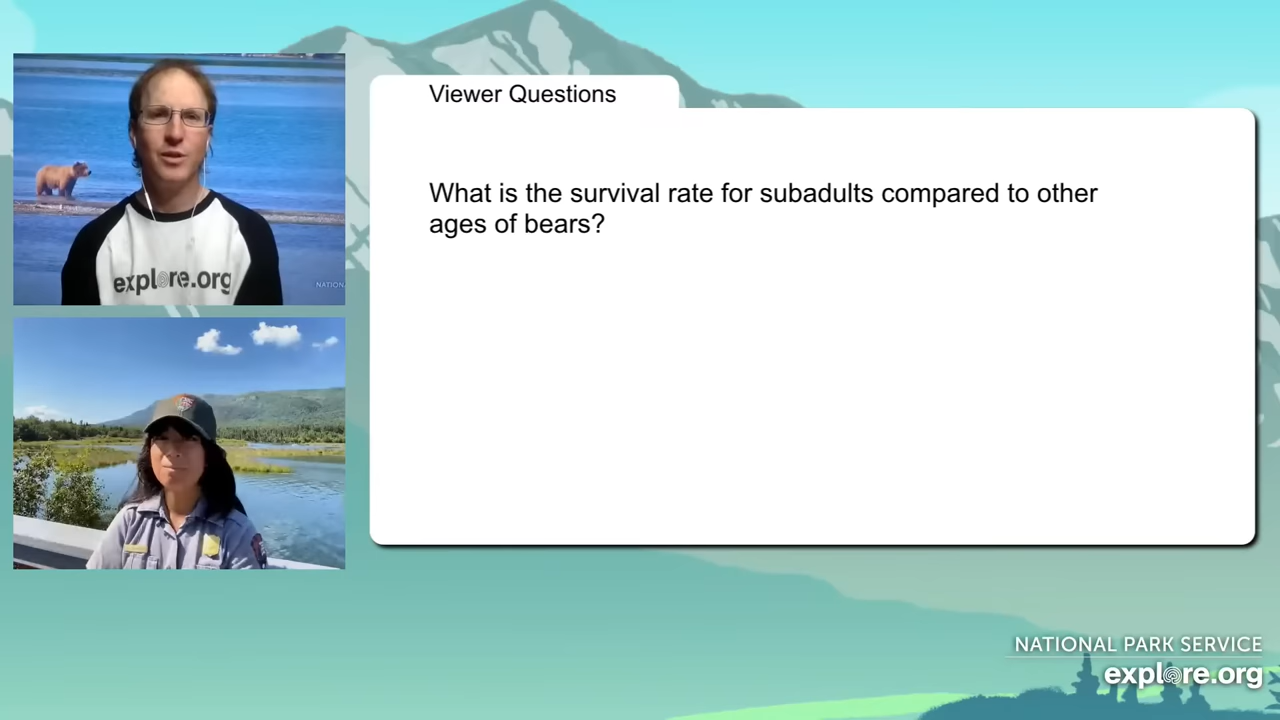 Viewer Questions
What is the survival rate for subadults compared to other
ages of bears?
explore.org
NATION
NATIONAL PARK SERVICE
explore.org